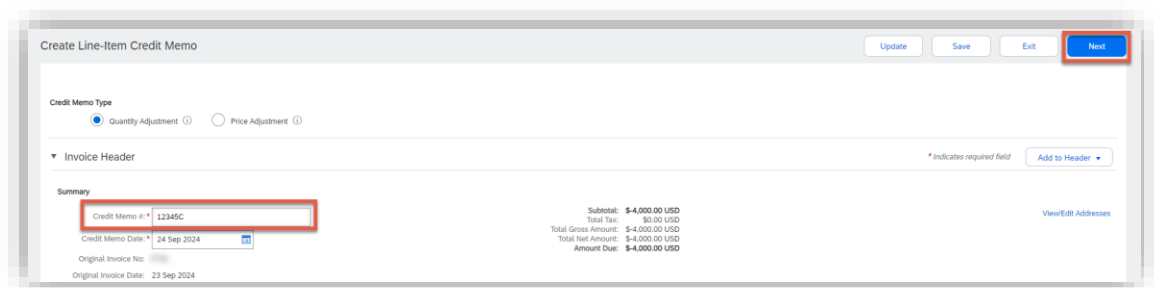 Create Line-Item Credit Memo Update Save Exit Next
Credit Memo Type
Quantity Adjustment Price Adjustment
Invoice Header * Indicates required field Add to Header
Summary
Credit Memo #: * 12345C
Credit Memo Date: * 24 Sep 2024
Original Invoice No:
Original Invoice Date: 23 Sep 2024
Subtotal: $-4,000.00 USD
Total Tax: $0.00 USD
Total Gross Amount: $-4,000.00 USD
Total Net Amount: $-4,000.00 USD
Amount Due: $-4,000.00 USD
View/Edit Addresses